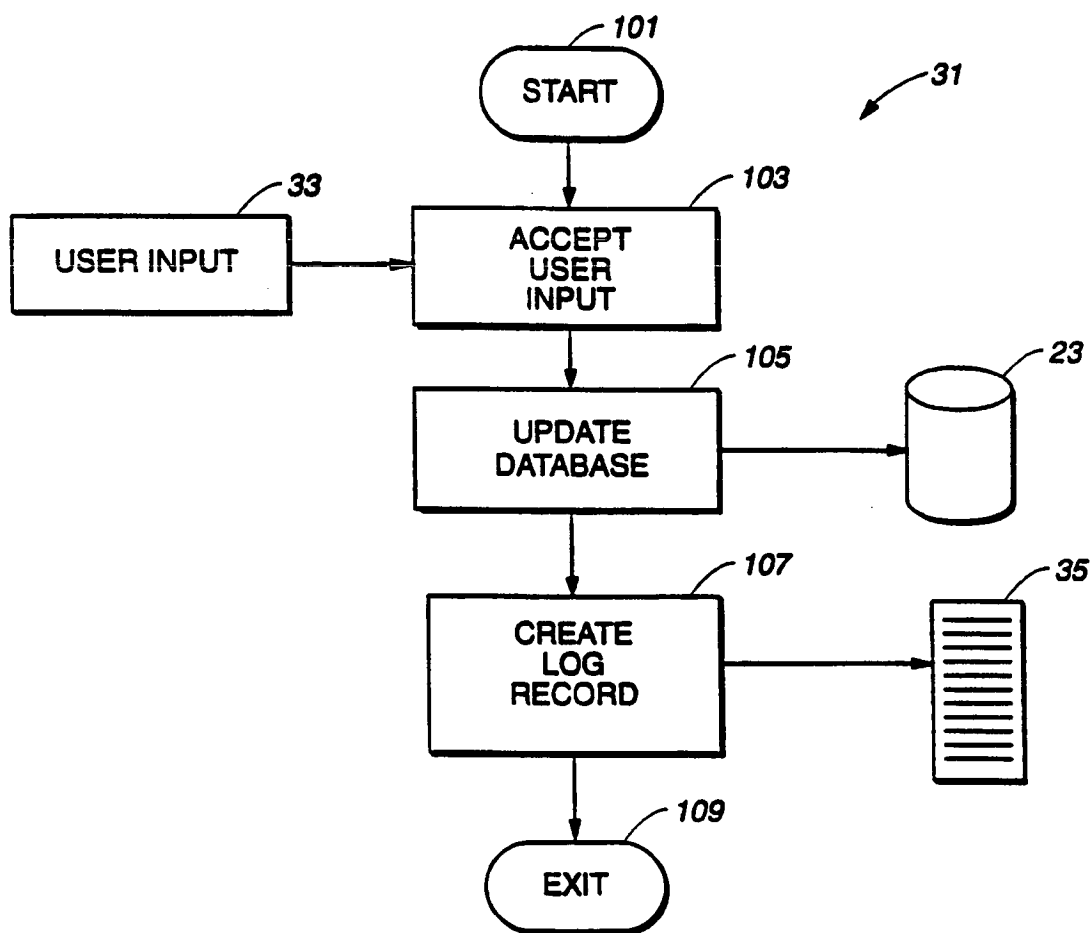 101
START
31
33
103
USER INPUT
ACCEPT
USER
INPUT
105
23
UPDATE
DATABASE
107
35
CREATE
LOG
RECORD
109
EXIT